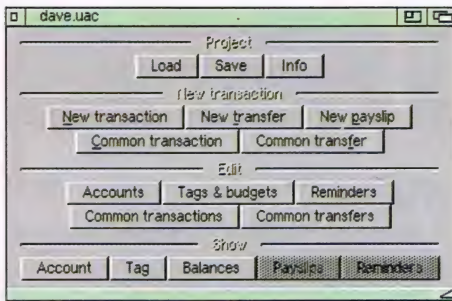 dave.uac
Project
Load Save Info
New transaction
New transaction New transfer New payslip
Common transaction Common transfer
Edit
Accounts Tags & budgets Reminders
Common transactions Common transfers
Show
Account Tag Balances Payslips Reminders